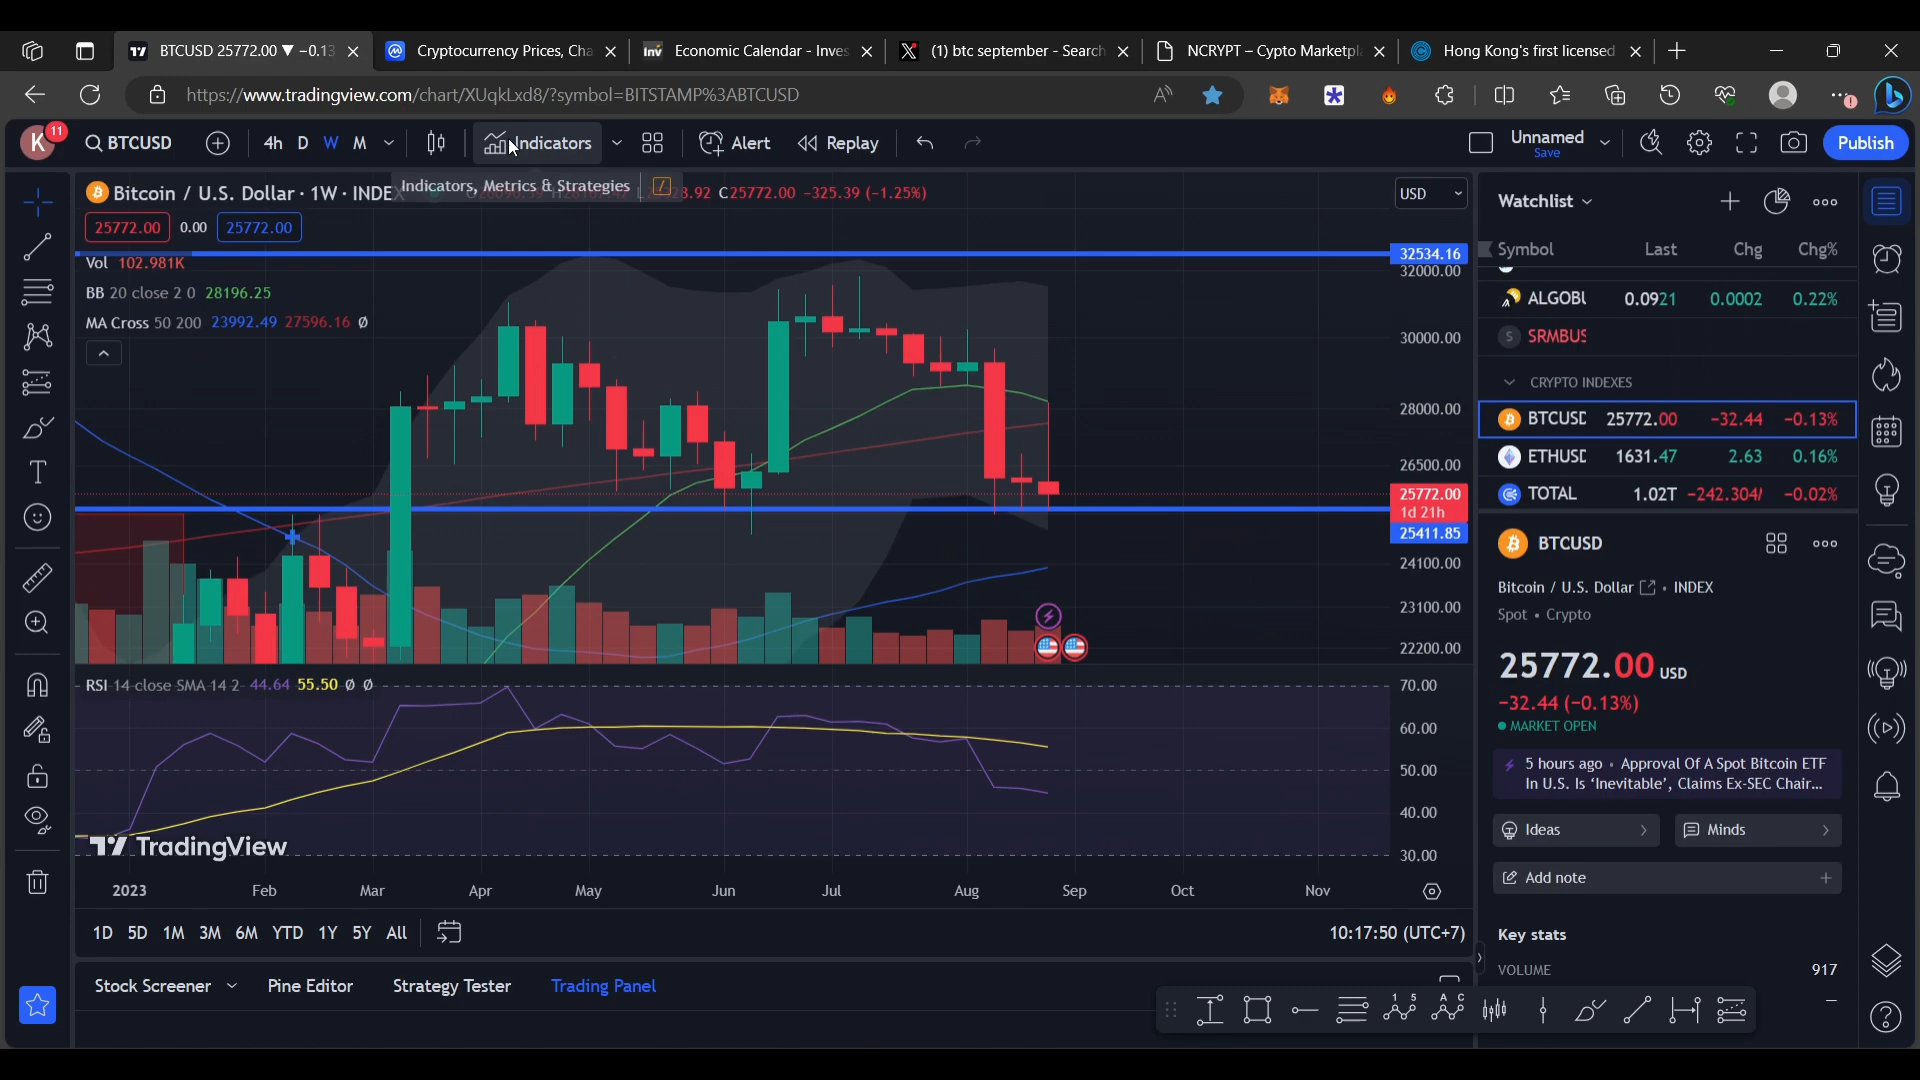 BTCUSD 25772.00 ▼ −0.13
Cryptocurrency Prices, Cha
Inv
Economic Calendar - Inves
(1) btc september - Search
NCRYPT – Cypto Marketpl
Hong Kong's first licensed
https://www.tradingview.com/chart/XUqkLxd8/?symbol=BITSTAMP%3ABTCUSD
K
11
BTCUSD
4h D W M
Indicators
Alert
Replay
Unnamed
Save
Publish
Indicators, Metrics & Strategies /
Bitcoin / U.S. Dollar · 1W · INDEX
C25772.00 −325.39 (−1.25%)
USD
25772.00 0.00 25772.00
Vol 102.981K
BB 20 close 2 0 28196.25
MA Cross 50 200 23992.49 27596.16 Ø
32534.16
32000.00
30000.00
28000.00
26500.00
25772.00
1d 21h
25411.85
24100.00
23100.00
22200.00
RSI 14 close SMA 14 2 44.64 55.50 Ø Ø
70.00
60.00
50.00
40.00
30.00
TradingView
2023 Feb Mar Apr May Jun Jul Aug Sep Oct Nov
1D 5D 1M 3M 6M YTD 1Y 5Y All
10:17:50 (UTC+7)
Stock Screener Pine Editor Strategy Tester Trading Panel
Watchlist
Symbol Last Chg Chg%
ALGOBU 0.0921 0.0002 0.22%
S SRMBUS
CRYPTO INDEXES
BTCUSD 25772.00 −32.44 −0.13%
ETHUSD 1631.47 2.63 0.16%
TOTAL 1.02T −242.304 −0.02%
BTCUSD
Bitcoin / U.S. Dollar • INDEX
Spot • Crypto
25772.00 USD
−32.44 (−0.13%)
MARKET OPEN
5 hours ago • Approval Of A Spot Bitcoin ETF
In U.S. Is ‘Inevitable’, Claims Ex-SEC Chair...
Ideas
Minds
Add note
Key stats
VOLUME 917
1 5
A C